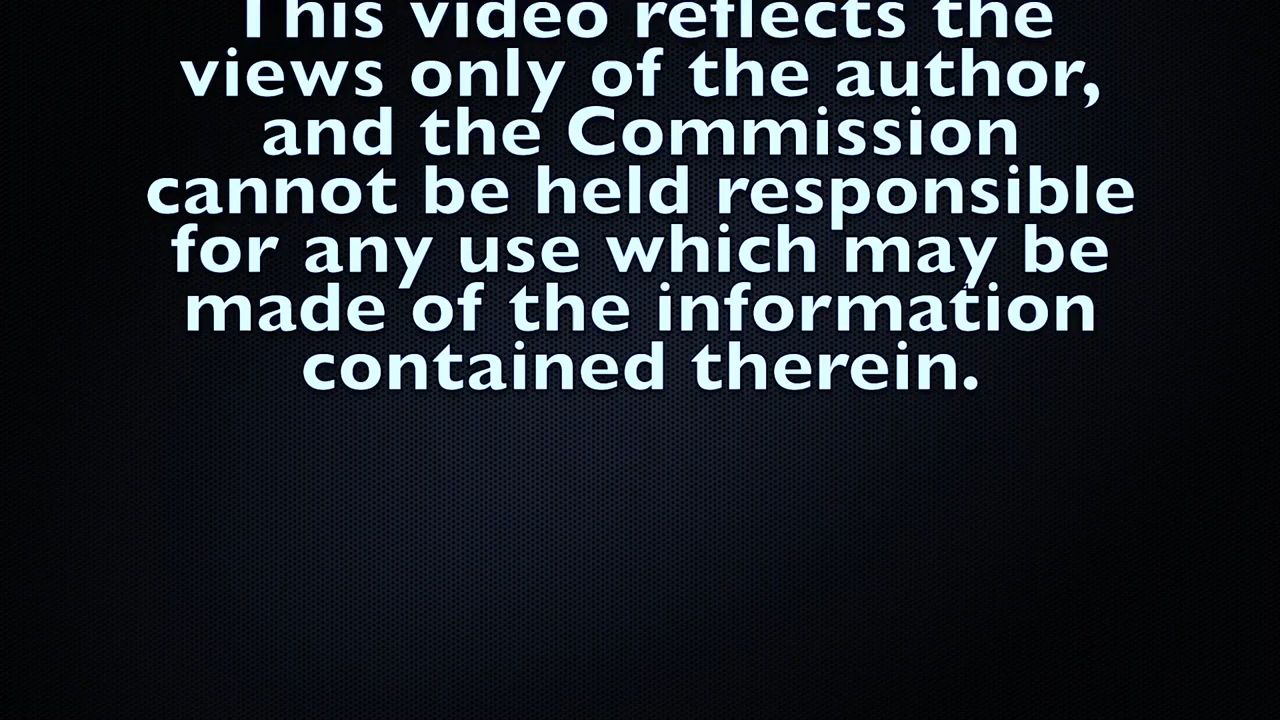 This video reflects the
views only of the author,
and the Commission
cannot be held responsible
for any use which may be
made of the information
contained therein.